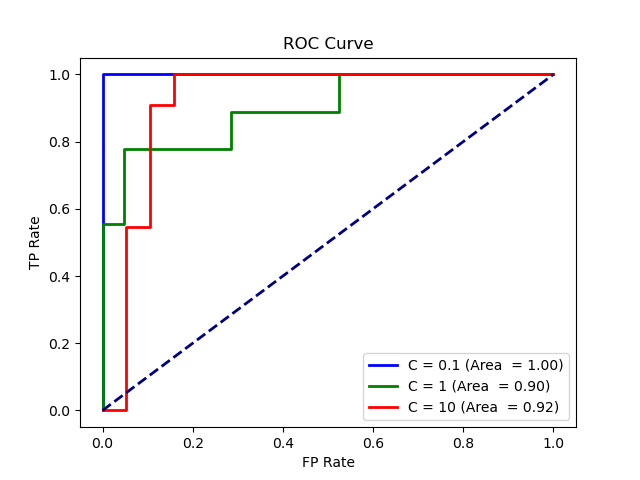 ROC Curve
TP Rate
1.0
0.8
0.6
0.4
0.2
0.0
0.0 0.2 0.4 0.6 0.8 1.0
FP Rate
C = 0.1 (Area  = 1.00)
C = 1 (Area  = 0.90)
C = 10 (Area  = 0.92)